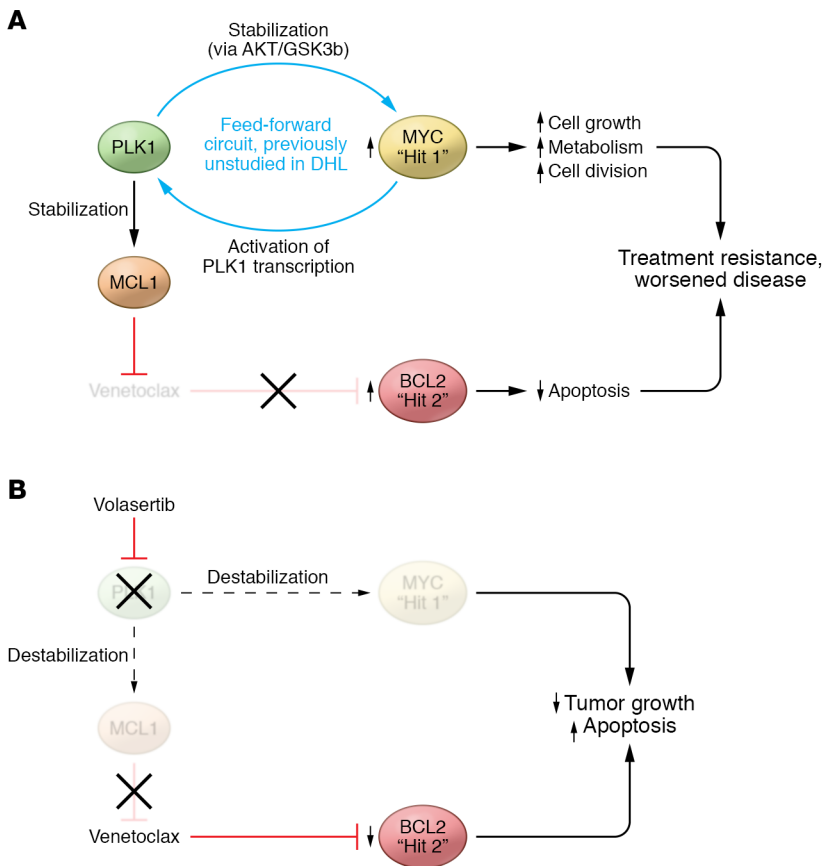 A
Stabilization
(via AKT/GSK3b)
PLK1
Feed-forward
circuit, previously
unstudied in DHL
MYC
“Hit 1”
Cell growth
Metabolism
Cell division
Stabilization
Activation of
PLK1 transcription
MCL1
Treatment resistance,
worsened disease
Venetoclax
BCL2
“Hit 2”
Apoptosis
B
Volasertib
PLK1
Destabilization
MYC
“Hit 1”
Destabilization
MCL1
Tumor growth
Apoptosis
Venetoclax
BCL2
“Hit 2”